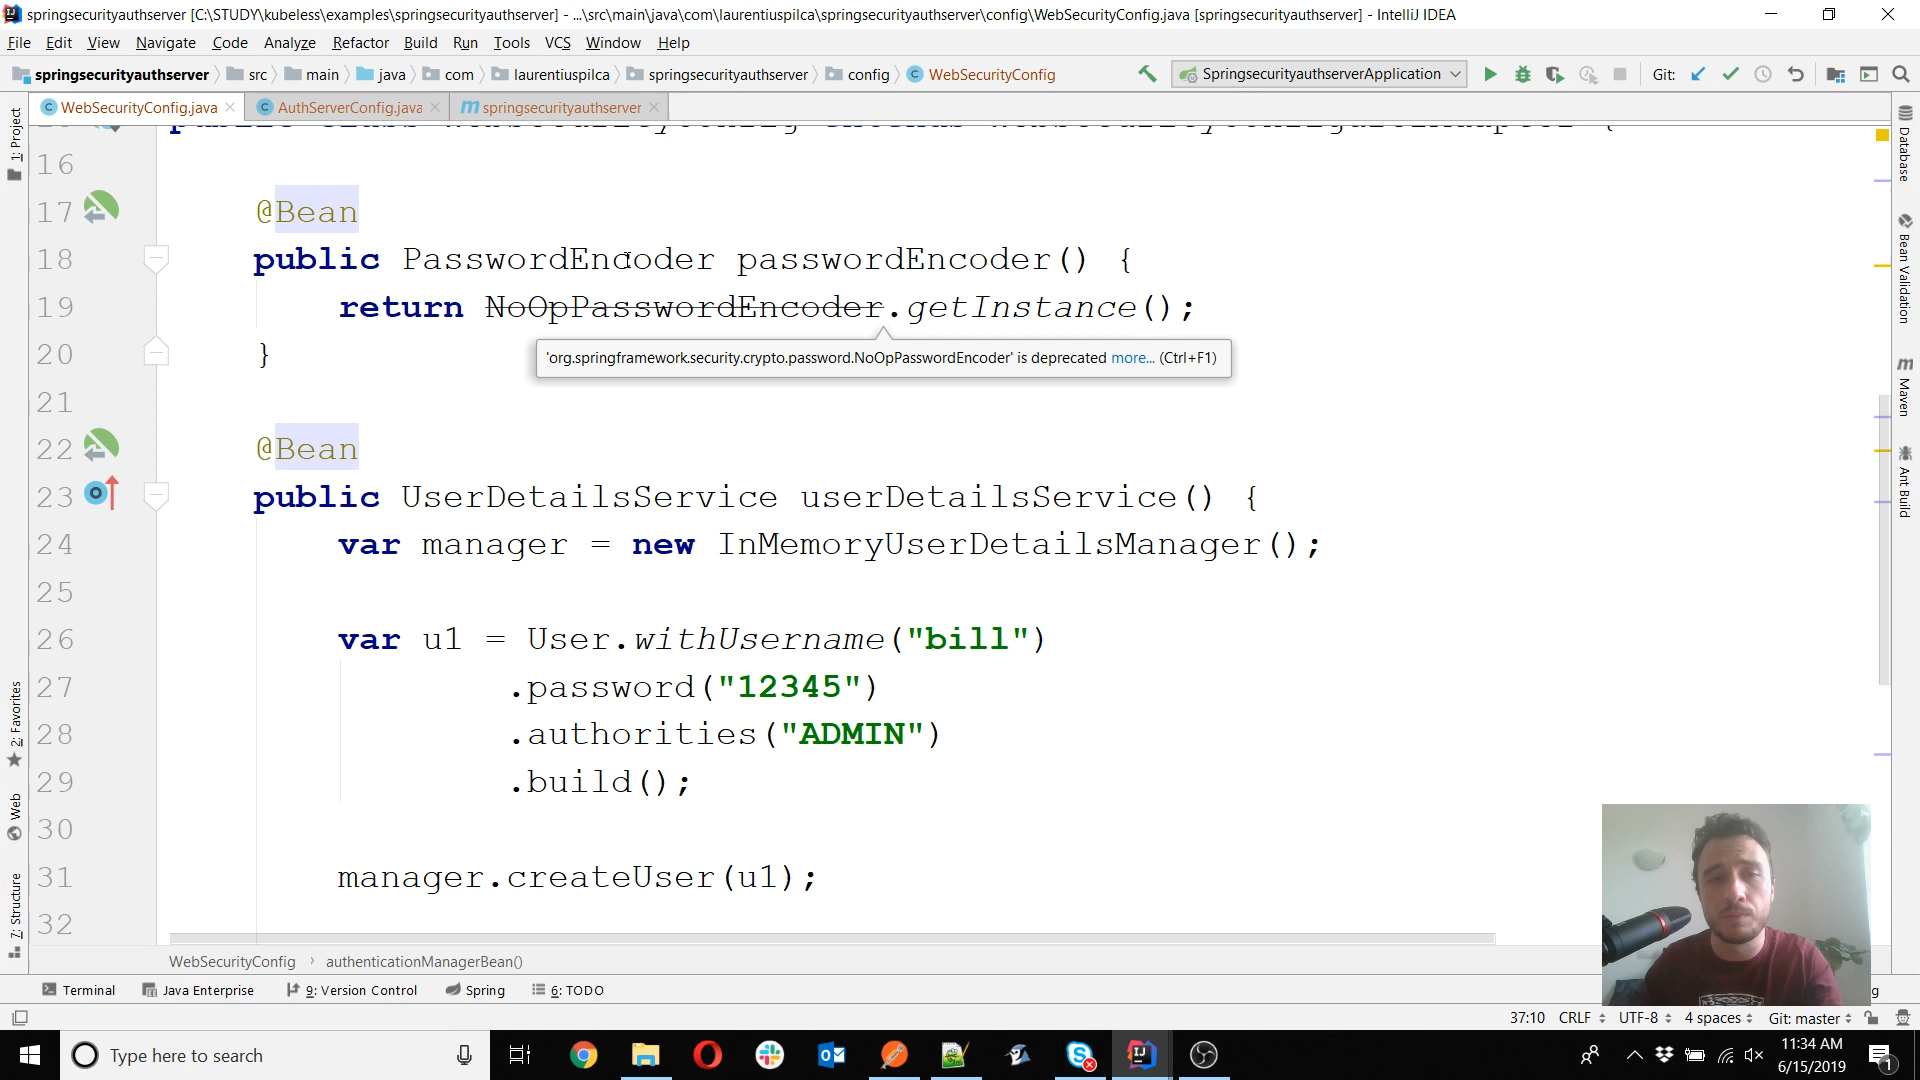 springsecurityauthserver [C:\STUDY\kubeless\examples\springsecurityauthserver] - ...\src\main\java\com\laurentiuspilca\springsecurityauthserver\config\WebSecurityConfig.java [springsecurityauthserver] - IntelliJ IDEA
File Edit View Navigate Code Analyze Refactor Build Run Tools VCS Window Help
springsecurityauthserver src main java com laurentiuspilca springsecurityauthserver config WebSecurityConfig SpringsecurityauthserverApplication Git:
WebSecurityConfig.java AuthServerConfig.java springsecurityauthserver
1: Project
2: Favorites
Web
7: Structure
Database
Bean Validation
Maven
Ant Build
16
17 @Bean
18 public PasswordEncoder passwordEncoder() {
19 return NoOpPasswordEncoder.getInstance();
20 }
'org.springframework.security.crypto.password.NoOpPasswordEncoder' is deprecated more... (Ctrl+F1)
21
22 @Bean
23 public UserDetailsService userDetailsService() {
24 var manager = new InMemoryUserDetailsManager();
25
26 var u1 = User.withUsername("bill")
27 .password("12345")
28 .authorities("ADMIN")
29 .build();
30
31 manager.createUser(u1);
32
WebSecurityConfig › authenticationManagerBean()
Terminal Java Enterprise 9: Version Control Spring 6: TODO
37:10 CRLF UTF-8 4 spaces Git: master
Type here to search
11:34 AM
6/15/2019
1